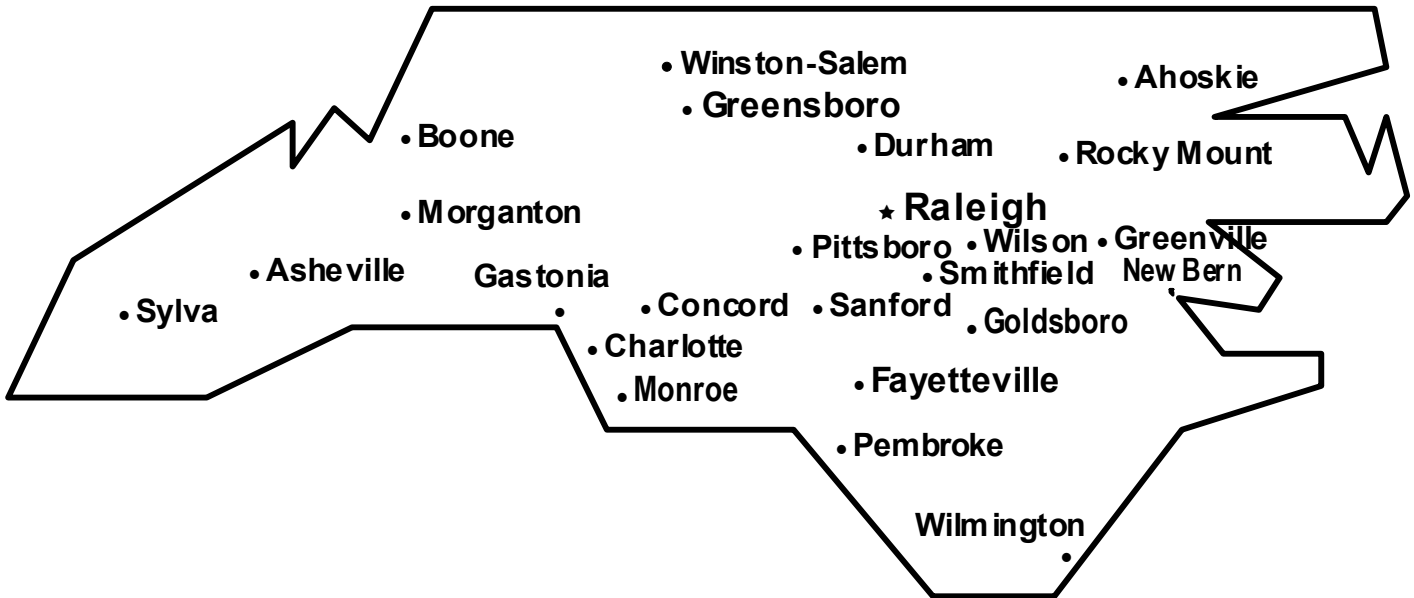 Winston-Salem
Ahoskie
Greensboro
Boone
Durham
Rocky Mount
Morganton
Raleigh
Pittsboro
Wilson
Greenville
Asheville
Gastonia
Smithfield
New Bern
Sylva
Concord
Sanford
Goldsboro
Charlotte
Monroe
Fayetteville
Pembroke
Wilmington